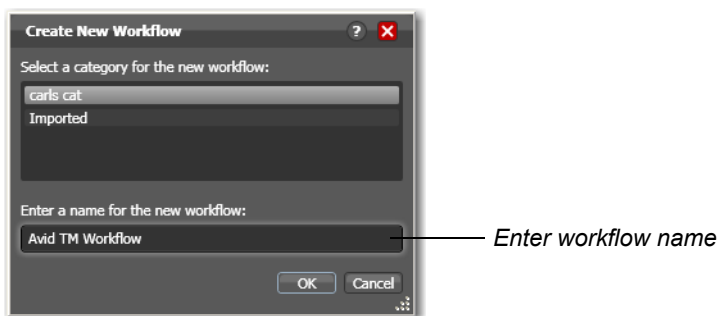 Create New Workflow ?
Select a category for the new workflow:
carls cat
Imported
Enter a name for the new workflow:
Avid TM Workflow
Enter workflow name
OK Cancel